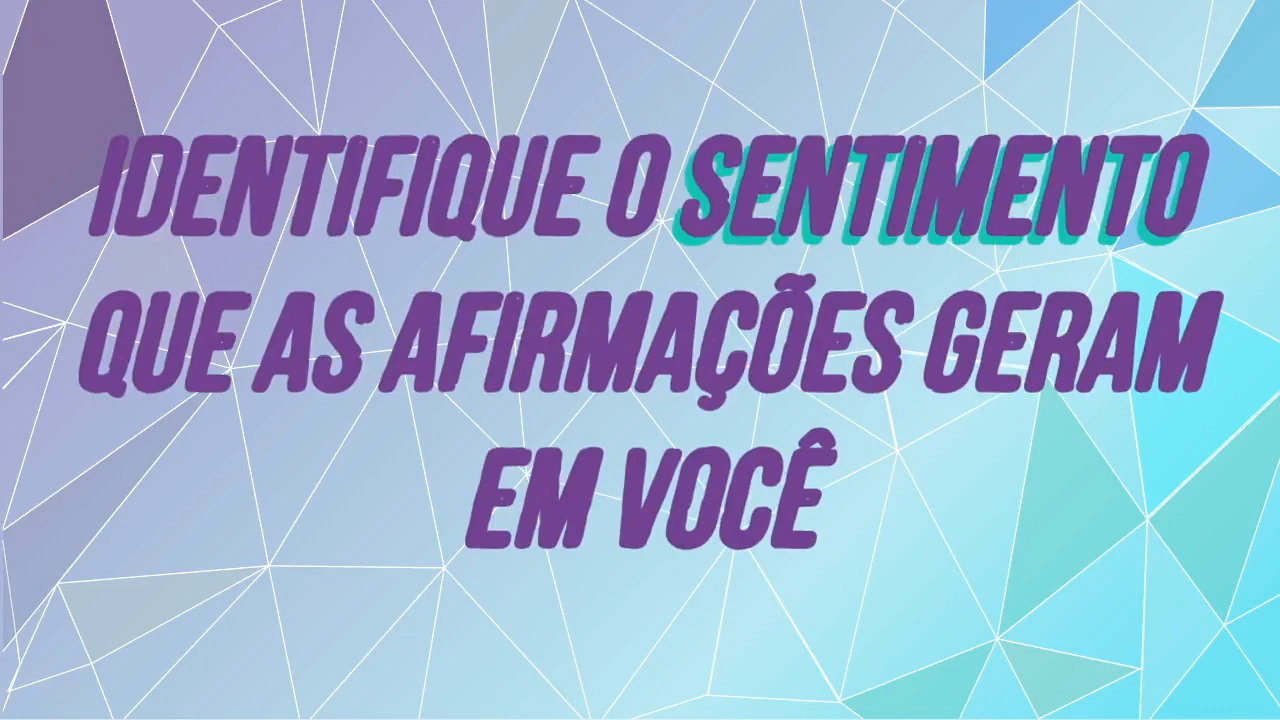 IDENTIFIQUE O SENTIMENTO
QUE AS AFIRMAÇÕES GERAM
EM VOCÊ